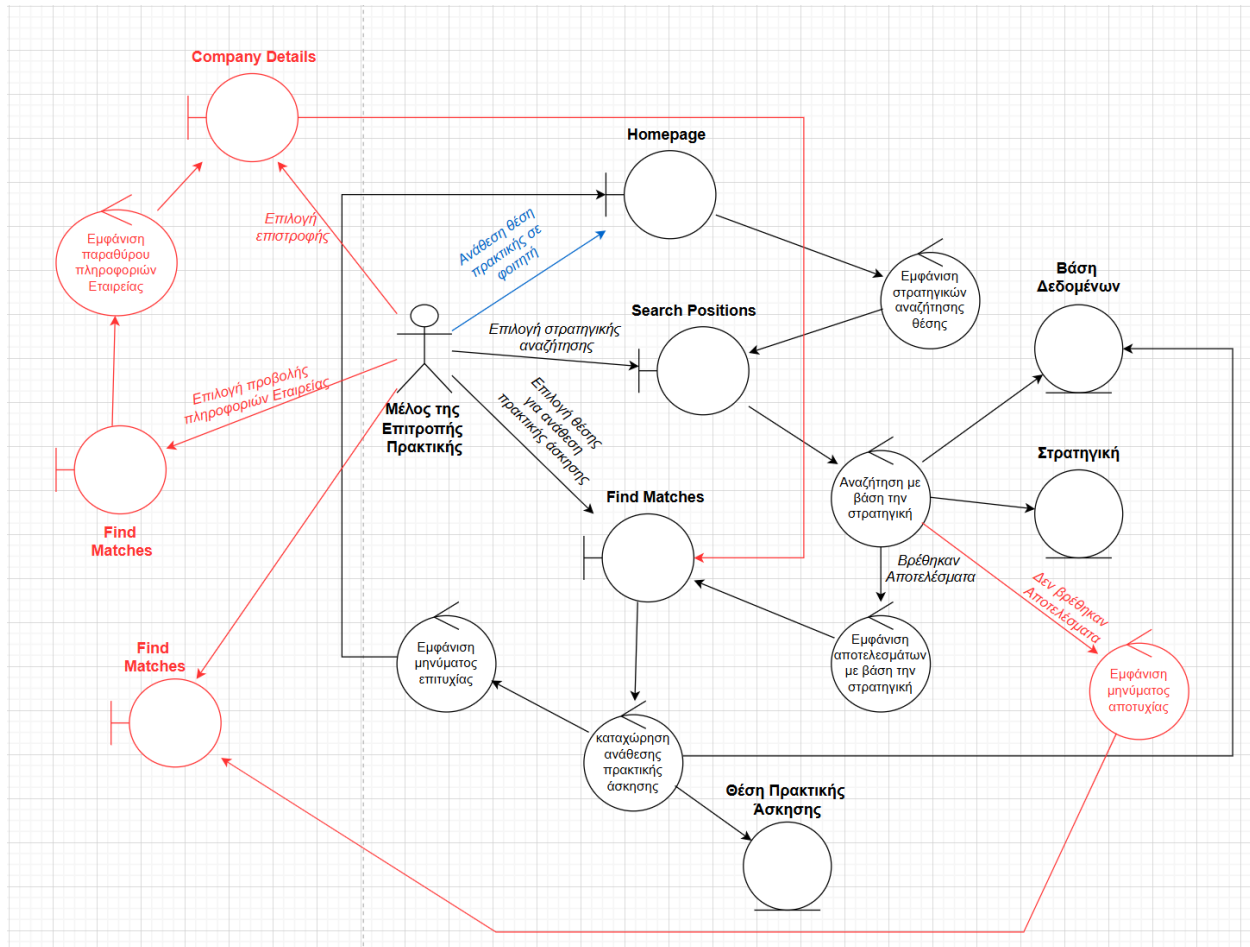 Company Details
Homepage
Επιλογή
επιστροφής
Ανάθεση θέση
πρακτικής σε
φοιτητή
Εμφάνιση
παραθύρου
πληροφοριών
Εταιρείας
Εμφάνιση
στρατηγικών
αναζήτησης
θέσης
Βάση
Δεδομένων
Search Positions
Επιλογή στρατηγικής
αναζήτησης
Επιλογή προβολής
πληροφοριών Εταιρείας
Μέλος της
Επιτροπής
Πρακτικής
Επιλογή θέσης
για ανάθεση
πρακτικής άσκησης
Στρατηγική
Αναζήτηση με
βάση την
στρατηγική
Find Matches
Find
Matches
Βρέθηκαν
Αποτελέσματα
Δεν βρέθηκαν
Αποτελέσματα
Find
Matches
Εμφάνιση
μηνύματος
επιτυχίας
Εμφάνιση
αποτελεσμάτων
με βάση την
στρατηγική
Εμφάνιση
μηνύματος
αποτυχίας
καταχώρηση
ανάθεσης
πρακτικής
άσκησης
Θέση Πρακτικής
Άσκησης